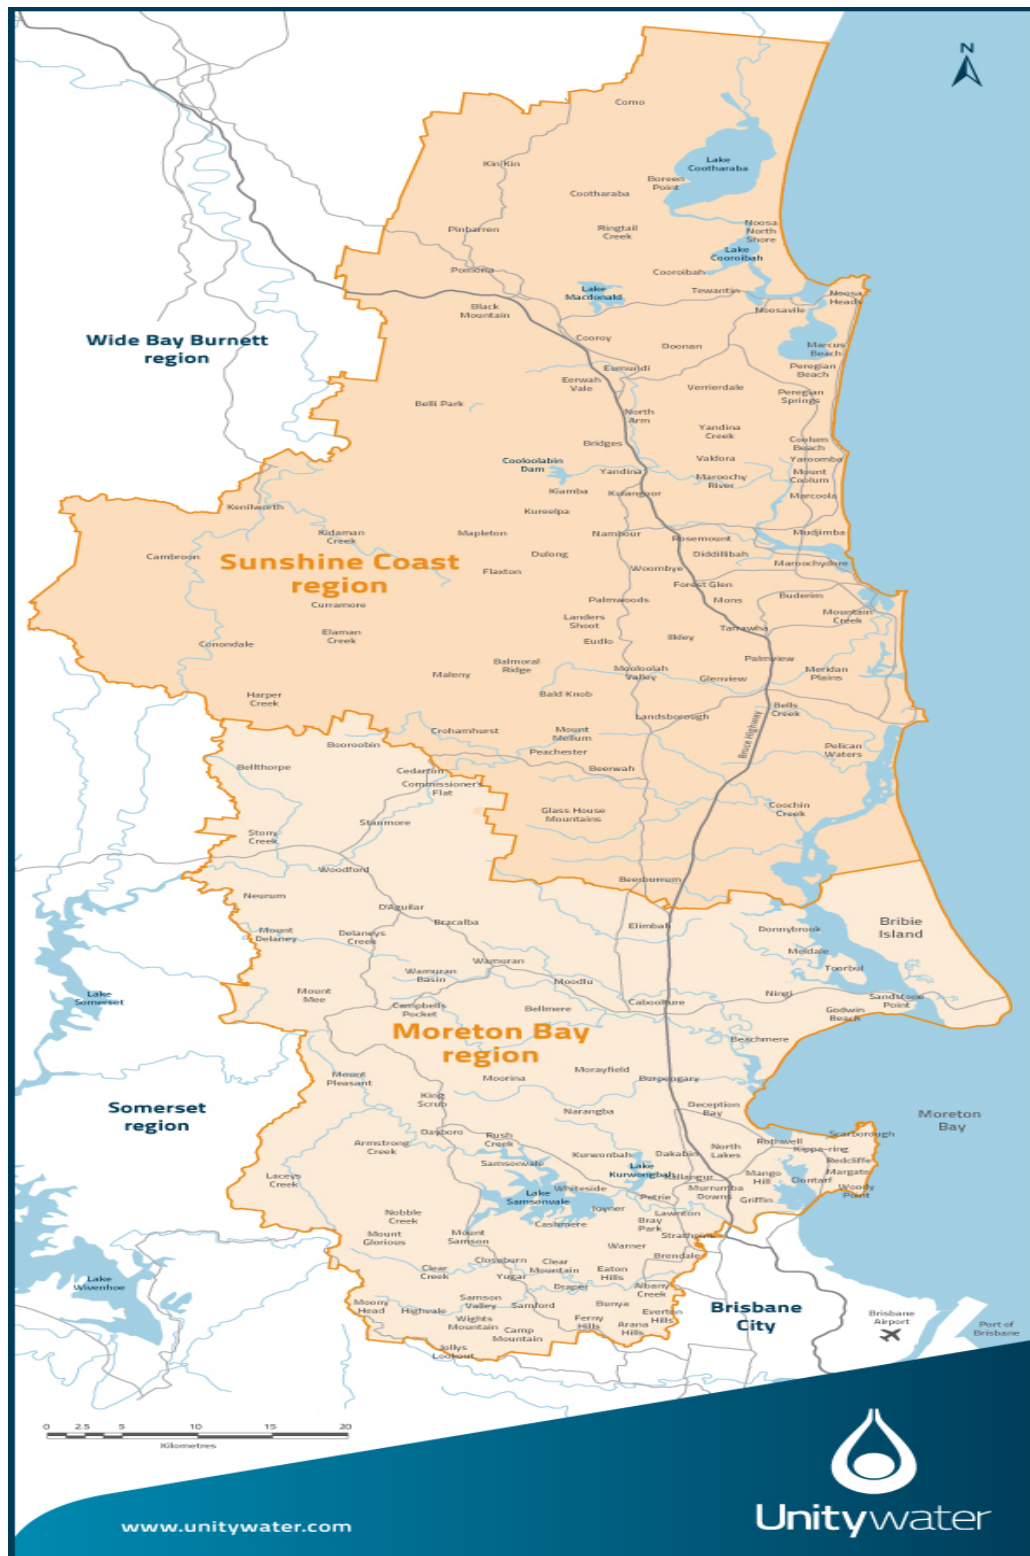 N
Como
Lake
Cootharaba
Kin Kin
Boreen
Point
Cootharaba
Noosa
North
Shore
Pinbarren
Ringtail
Creek
Lake
Cooroibah
Pomona
Cooroibah
Lake
Macdonald
Tewantin
Noosa
Heads
Black
Mountain
Noosavile
Wide Bay Burnett
region
Cooroy
Doonan
Marcus
Beach
Eumundi
Peregian
Beach
Eerwah
Vale
Verrierdale
Peregian
Springs
Belli Park
North
Arm
Yandina
Creek
Bridges
Coolum
Beach
Cooloolabin
Dam
Valdora
Yaroomba
Yandina
Maroochy
River
Mount
Coolum
Kiamba
Kulangoor
Marcoola
Kenilworth
Kureelpa
Kidaman
Creek
Mapleton
Nambour
Rosemount
Mudjimba
Cambroon
Sunshine Coast
region
Dulong
Diddillibah
Flaxton
Woombye
Maroochydore
Forest Glen
Curramore
Palmwoods
Mons
Buderim
Landers
Shoot
Mountain
Creek
Elaman
Creek
Eudlo
Ilkley
Tanawha
Conondale
Balmoral
Ridge
Palmview
Maleny
Mooloolah
Valley
Glenview
Meridan
Plains
Harper
Creek
Bald Knob
Bells
Creek
Landsborough
Crohamhurst
Mount
Mellum
Bruce Highway
Booroobin
Peachester
Pelican
Waters
Bellthorpe
Cedarton
Beerwah
Commissioner's
Flat
Glass House
Mountains
Coochin
Creek
Stanmore
Stony
Creek
Woodford
Beerburrum
Neurum
D'Aguilar
Bracalba
Elimbah
Donnybrook
Bribie
Island
Mount
Delaney
Delaneys
Creek
Meldale
Wamuran
Toorbul
Wamuran
Basin
Moodlu
Mount
Mee
Ningi
Sandstone
Point
Lake
Somerset
Campbells
Pocket
Bellmere
Caboolture
Godwin
Beach
Moreton Bay
region
Beachmere
Mount
Pleasant
Moorina
Morayfield
Burpengary
Somerset
region
King
Scrub
Narangba
Deception
Bay
Moreton
Bay
Dayboro
Rush
Creek
Scarborough
Armstrong
Creek
Samsonvale
Kurwongbah
Dakabin
North
Lakes
Rothwell
Kippa-ring
Redcliffe
Laceys
Creek
Lake
Kurwongbah
Kallangur
Mango
Hill
Margate
Clontarf
Whiteside
Lake
Samsonvale
Murrumba
Downs
Woody
Point
Petrie
Griffin
Joyner
Nobble
Creek
Lawnton
Cashmere
Bray
Park
Mount
Glorious
Mount
Samson
Strathpine
Warner
Brendale
Closeburn
Clear
Mountain
Clear
Creek
Yugar
Eaton
Hills
Lake
Wivenhoe
Draper
Albany
Creek
Moony
Head
Highvale
Samson
Valley
Samford
Bunya
Brisbane
City
Everton
Hills
Brisbane
Airport
Wights
Mountain
Ferny
Hills
Arana
Hills
Port of
Brisbane
Camp
Mountain
Jollys
Lookout
0 2.5 5 10 15 20
Kilometres
www.unitywater.com
Unitywater